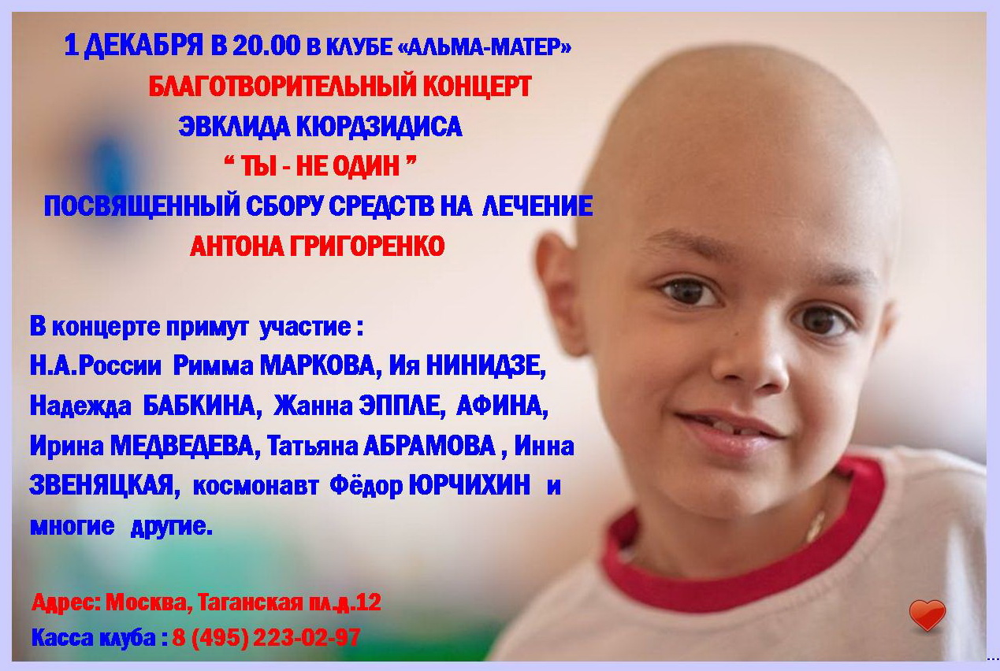 1 ДЕКАБРЯ В 20.00 В КЛУБЕ «АЛЬМА-МАТЕР»
БЛАГОТВОРИТЕЛЬНЫЙ КОНЦЕРТ
ЭВКЛИДА КЮРДЗИДИСА
“ ТЫ - НЕ ОДИН ”
ПОСВЯЩЕННЫЙ СБОРУ СРЕДСТВ НА ЛЕЧЕНИЕ
АНТОНА ГРИГОРЕНКО
В концерте примут участие :
Н.А.России Римма МАРКОВА, Ия НИНИДЗЕ,
Надежда БАБКИНА, Жанна ЭППЛЕ, АФИНА,
Ирина МЕДВЕДЕВА, Татьяна АБРАМОВА , Инна
ЗВЕНЯЦКАЯ, космонавт Фёдор ЮРЧИХИН и
многие другие.
Адрес: Москва, Таганская пл.д.12
Касса клуба : 8 (495) 223-02-97